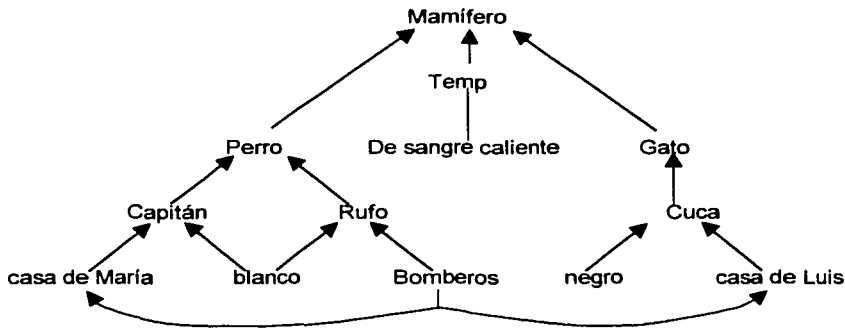 Mamífero
Temp
Perro De sangre caliente Gato
Capitán Rufo Cuca
casa de María blanco Bomberos negro casa de Luis